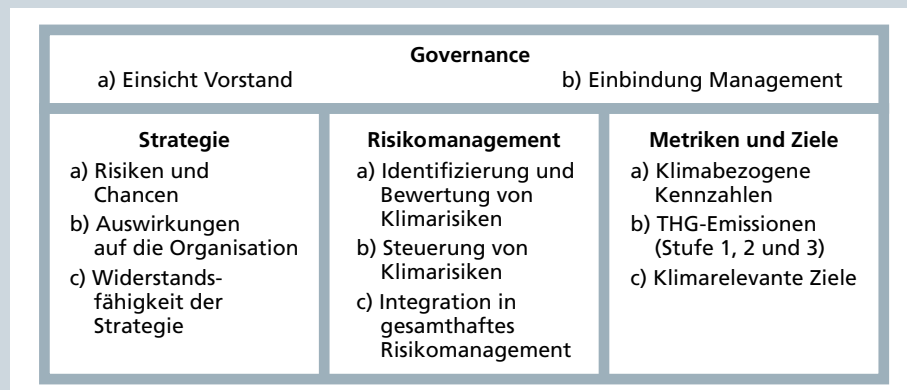 Governance
a) Einsicht Vorstand
b) Einbindung Management
Strategie
a) Risiken und
Chancen
b) Auswirkungen
auf die Organisation
c) Widerstands-
fähigkeit der
Strategie
Risikomanagement
a) Identifizierung und
Bewertung von
Klimarisiken
b) Steuerung von
Klimarisiken
c) Integration in
gesamthaftes
Risikomanagement
Metriken und Ziele
a) Klimabezogene
Kennzahlen
b) THG-Emissionen
(Stufe 1, 2 und 3)
c) Klimarelevante Ziele